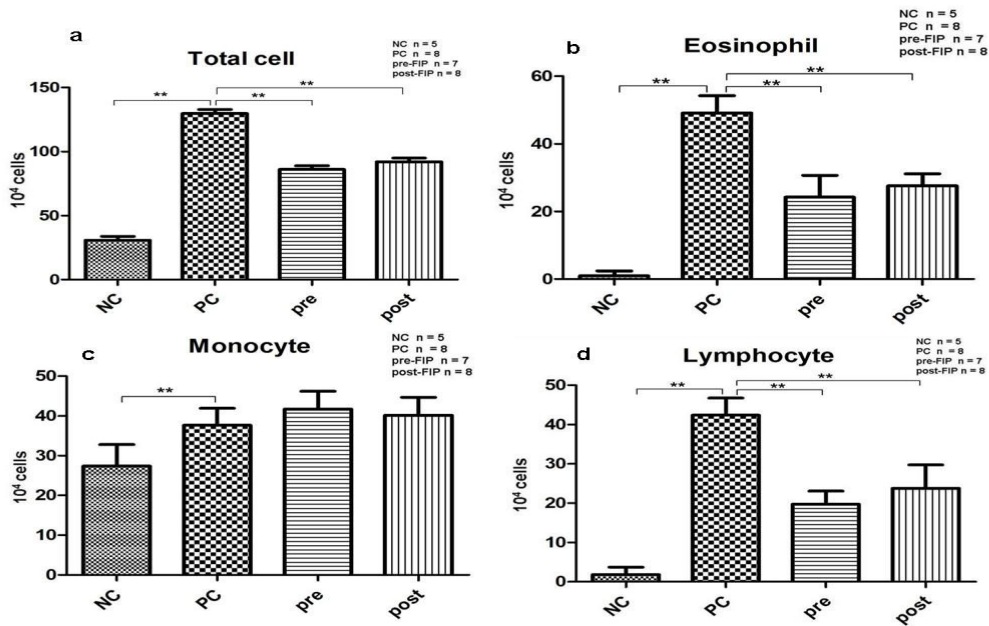 a
Total cell
NC n = 5
PC n = 8
pre-FIP n = 7
post-FIP n = 8
150
100
50
0
10⁴ cells
**
**
**
NC
PC
pre
post
b
Eosinophil
NC n = 5
PC n = 8
pre-FIP n = 7
post-FIP n = 8
60
40
20
0
10⁴ cells
**
**
**
NC
PC
pre
post
c
Monocyte
NC n = 5
PC n = 8
pre-FIP n = 7
post-FIP n = 8
50
40
30
20
10
0
10⁴ cells
**
NC
PC
pre
post
d
Lymphocyte
NC n = 5
PC n = 8
pre-FIP n = 7
post-FIP n = 8
50
40
30
20
10
0
10⁴ cells
**
**
**
NC
PC
pre
post